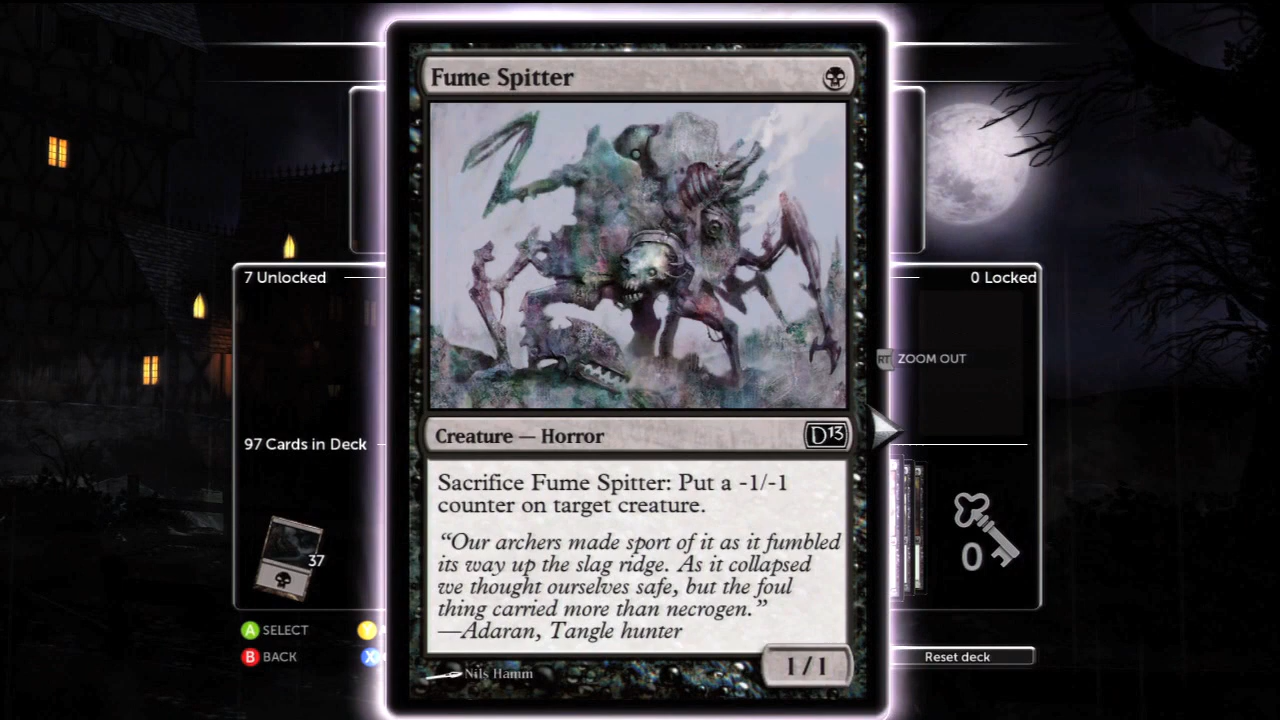 Fume Spitter
7 Unlocked
0 Locked
RT ZOOM OUT
Creature — Horror
D13
97 Cards in Deck
Sacrifice Fume Spitter: Put a -1/-1
counter on target creature.
“Our archers made sport of it as it fumbled
its way up the slag ridge. As it collapsed
we thought ourselves safe, but the foul
thing carried more than necrogen.”
—Adaran, Tangle hunter
37
0
A SELECT
Y
B BACK
X
Nils Hamm
1/1
Reset deck